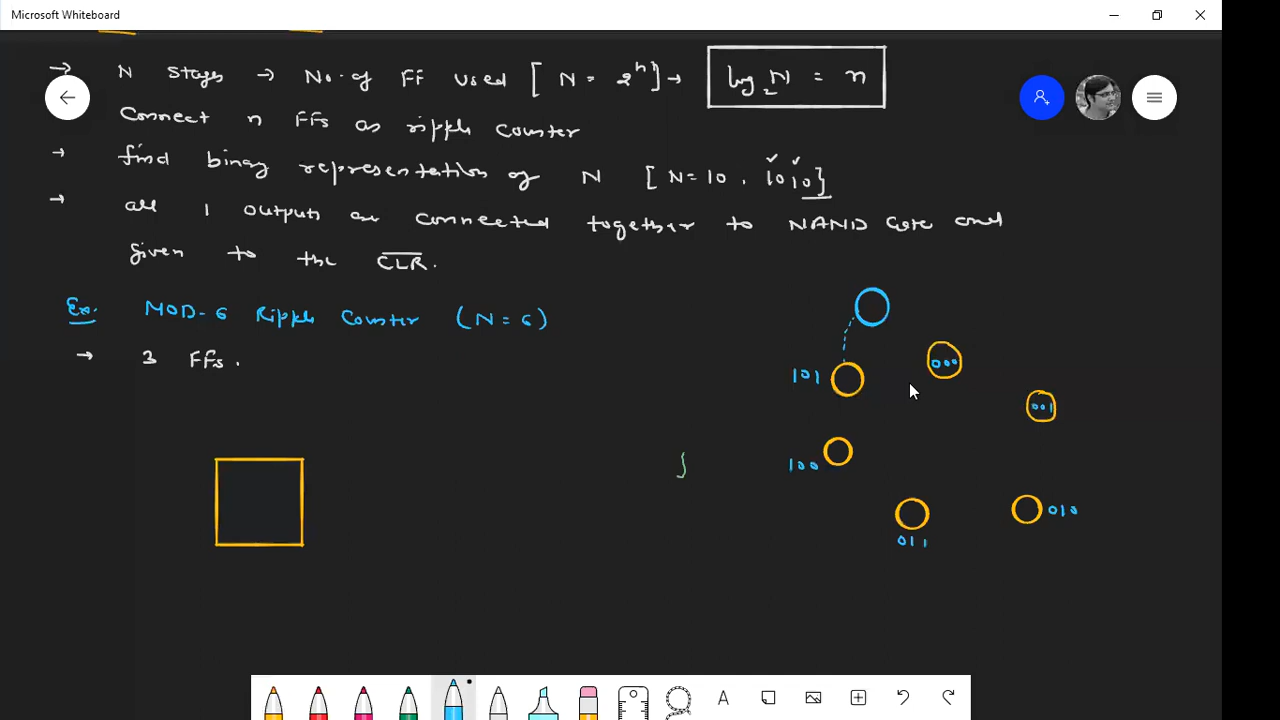 Microsoft Whiteboard
→ N Stages → No. of FF used [ N = 2^n ] → log₂N = n
Connect n FFs as ripple counter
→ find binary representation of N [ N = 10 , 1010 ]
→ all 1 outputs are connected together to NAND Gate and
given to the C̅L̅R̅.
Ex. MOD-6 Ripple Counter (N = 6)
→ 3 FFs.
000
101
001
100
010
011
A